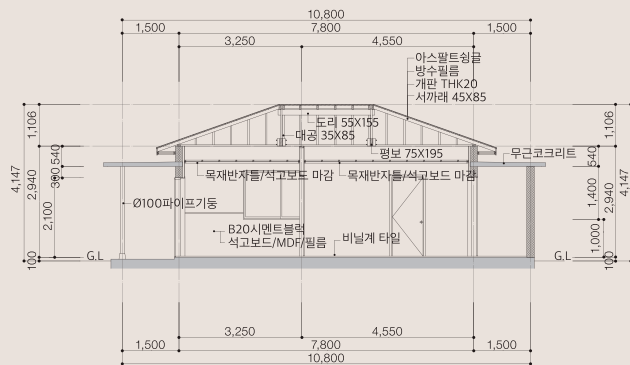 10,800
1,500 7,800 1,500
3,250 4,550
아스팔트슁글
방수필름
개판 THK20
서까래 45X85
도리 55X155
대공 35X85
평보 75X195
무근코크리트
목재반자틀/석고보드 마감
목재반자틀/석고보드 마감
Ø100파이프기둥
B20시멘트블럭
석고보드/MDF/필름
비닐계 타일
G.L
G.L
4,147
1,106
2,940
100
540
300
2,100
1,106
540
1,400
1,000
100
2,940
4,147
3,250 4,550
1,500 7,800 1,500
10,800